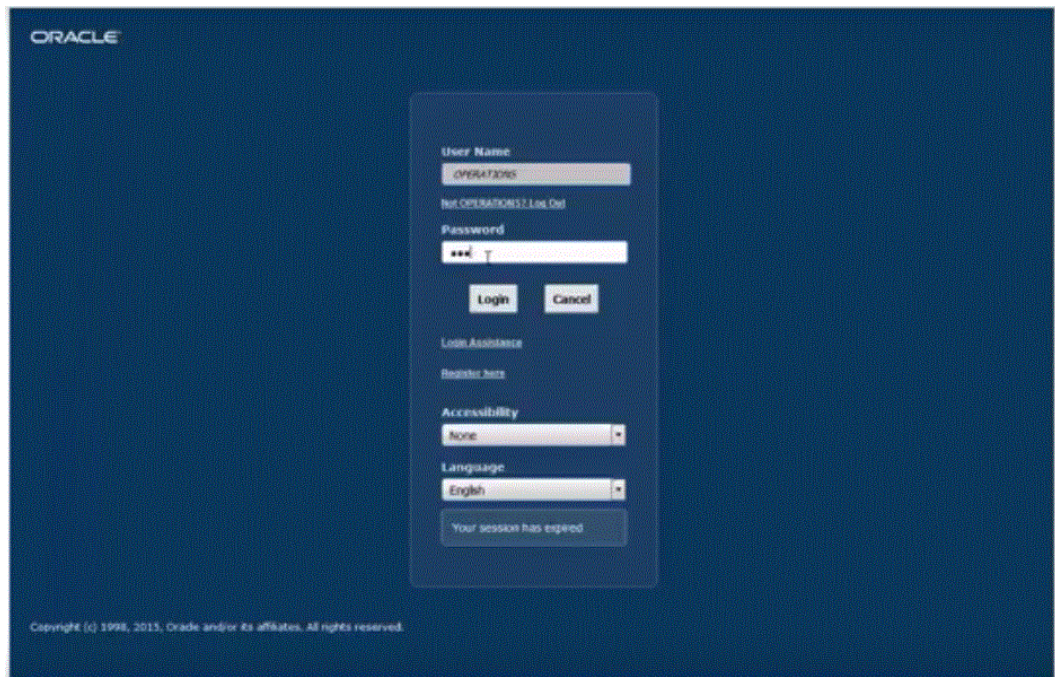 ORACLE
User Name
OPERATIONS
Not OPERATIONS? Log Out
Password
Login Cancel
Login Assistance
Register here
Accessibility
None
Language
English
Your session has expired
Copyright (c) 1998, 2015, Oracle and/or its affiliates. All rights reserved.